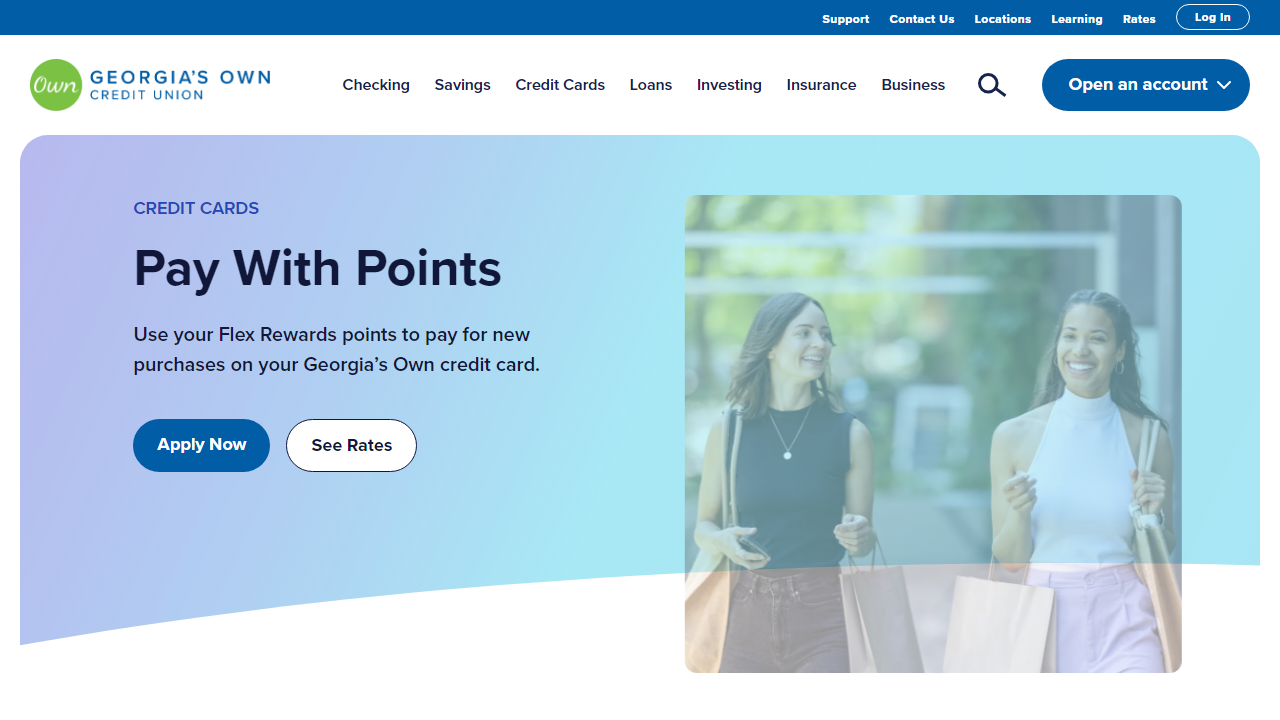 Support Contact Us Locations Learning Rates Log In
Own GEORGIA'S OWN
CREDIT UNION
Checking Savings Credit Cards Loans Investing Insurance Business Open an account
CREDIT CARDS
Pay With Points
Use your Flex Rewards points to pay for new
purchases on your Georgia’s Own credit card.
Apply Now See Rates